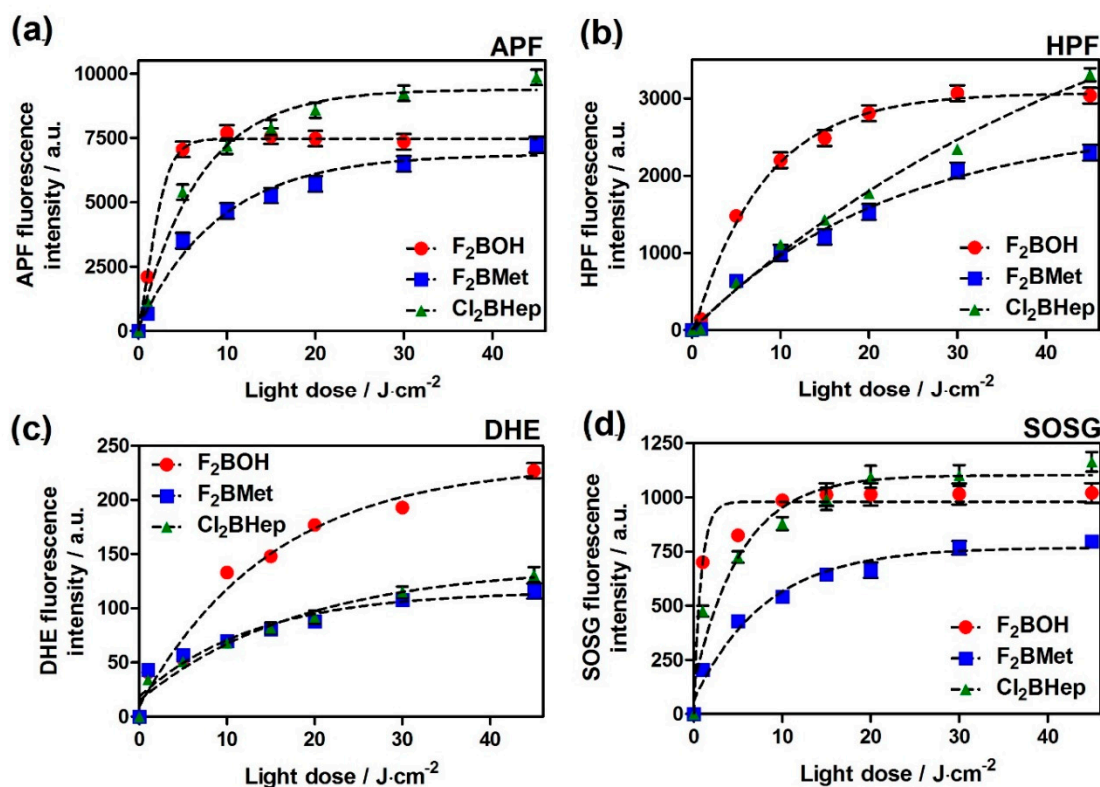 (a)
APF
APF fluorescence
intensity / a.u.
10000
7500
5000
2500
0
F₂BOH
F₂BMet
Cl₂BHep
0 10 20 30 40
Light dose / J·cm⁻²
(b)
HPF
HPF fluorescence
intensity / a.u.
3000
2000
1000
0
F₂BOH
F₂BMet
Cl₂BHep
0 10 20 30 40
Light dose / J·cm⁻²
(c)
DHE
DHE fluorescence
intensity / a.u.
250
200
150
100
50
0
F₂BOH
F₂BMet
Cl₂BHep
0 10 20 30 40
Light dose / J·cm⁻²
(d)
SOSG
SOSG fluorescence
intensity / a.u.
1250
1000
750
500
250
0
F₂BOH
F₂BMet
Cl₂BHep
0 10 20 30 40
Light dose / J·cm⁻²